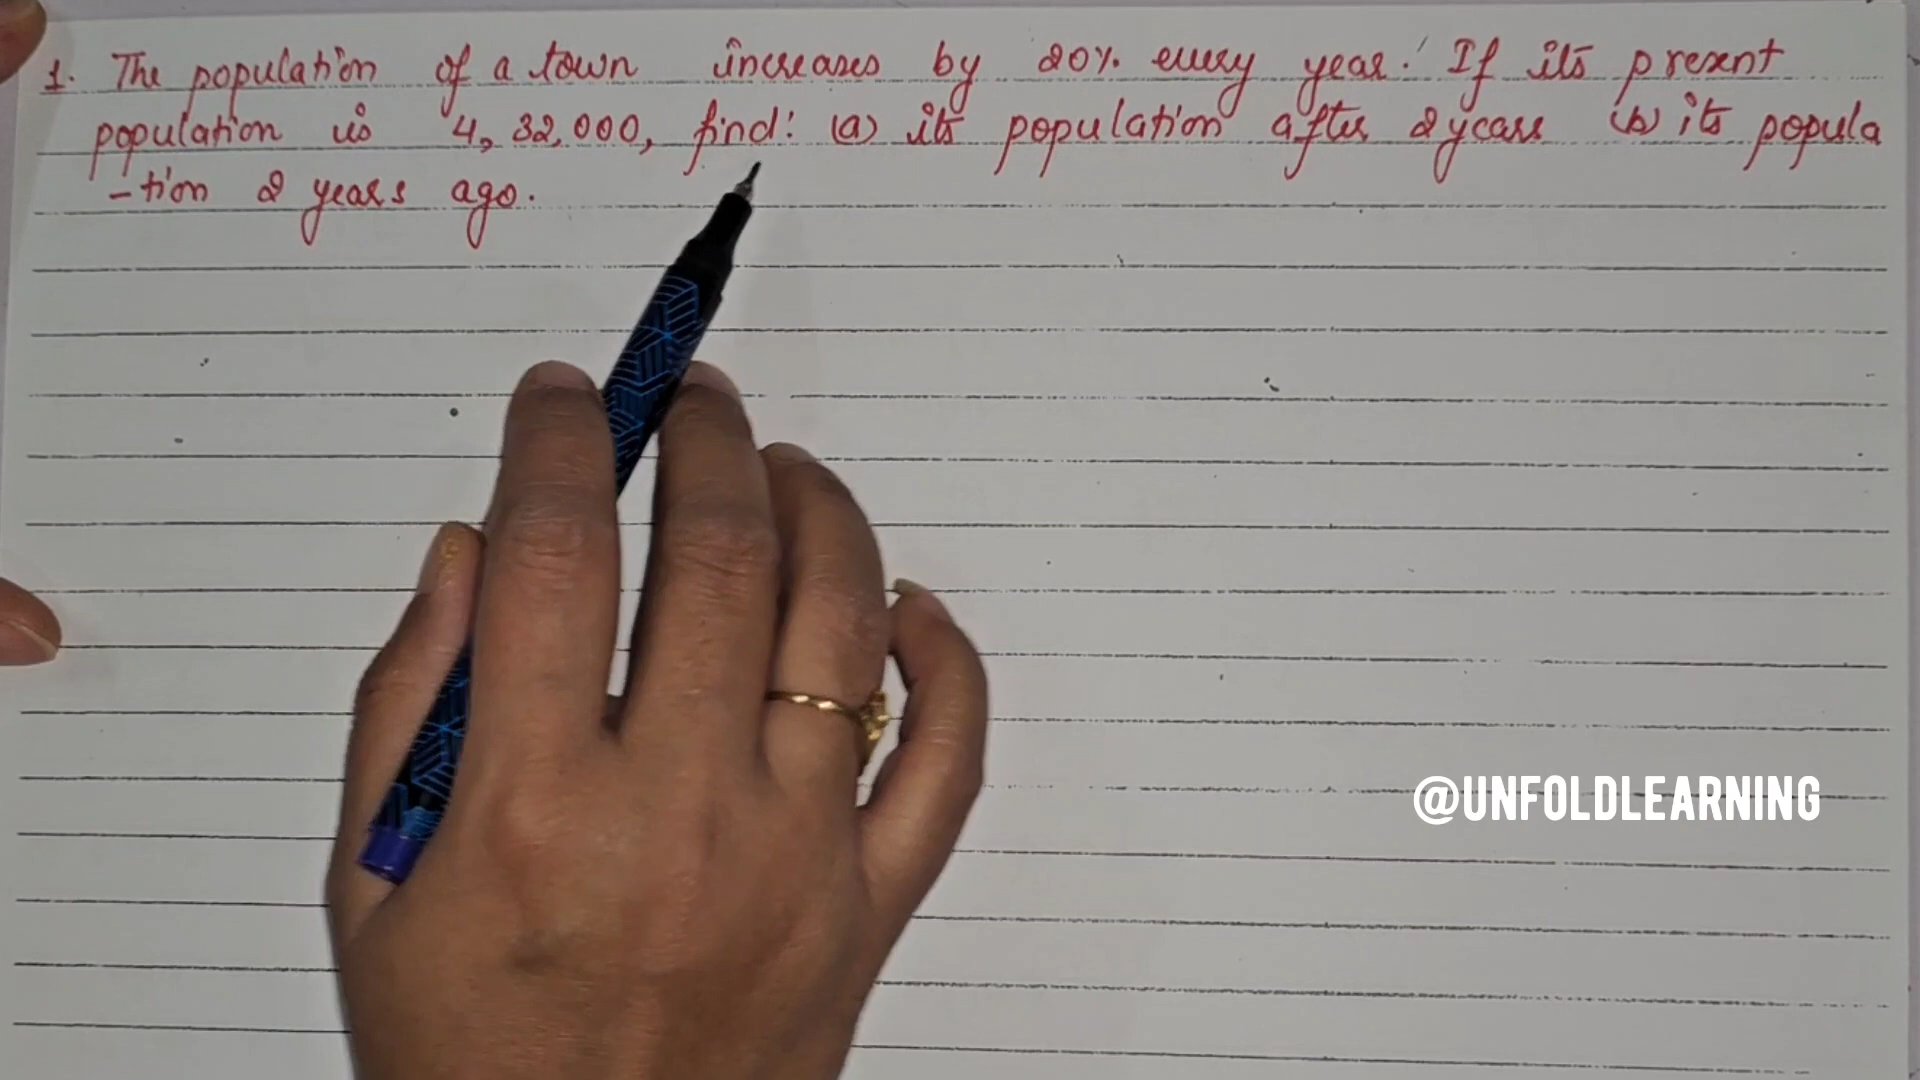 1. The population of a town increases by 20% every year. If its present
population is 4,32,000, find: (a) its population after 2 years (b) its popula
-tion 2 years ago.
@UNFOLDLEARNING